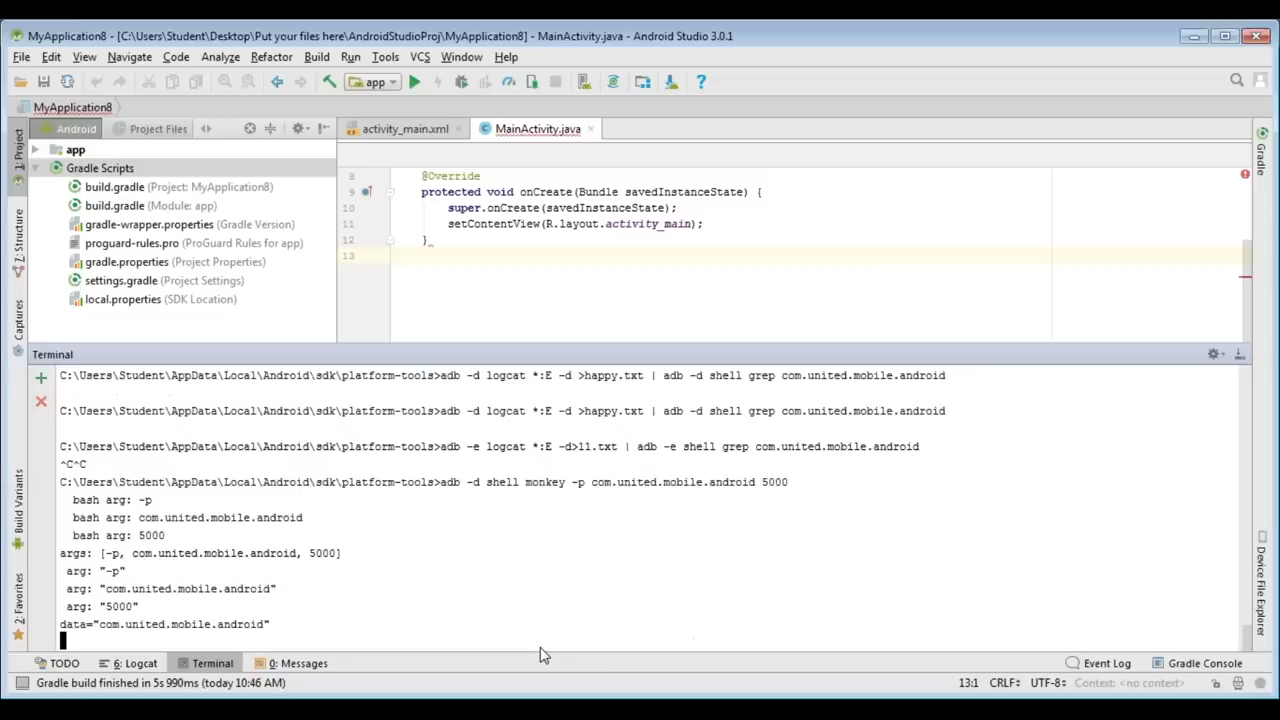 MyApplication8 - [C:\Users\Student\Desktop\Put your files here\AndroidStudioProj\MyApplication8] - MainActivity.java - Android Studio 3.0.1
File Edit View Navigate Code Analyze Refactor Build Run Tools VCS Window Help
app
MyApplication8
Android Project Files activity_main.xml MainActivity.java
1: Project
Z: Structure
Captures
Build Variants
2: Favorites
app
Gradle Scripts
build.gradle (Project: MyApplication8)
build.gradle (Module: app)
gradle-wrapper.properties (Gradle Version)
proguard-rules.pro (ProGuard Rules for app)
gradle.properties (Project Properties)
settings.gradle (Project Settings)
local.properties (SDK Location)
8 @Override
9 protected void onCreate(Bundle savedInstanceState) {
10 super.onCreate(savedInstanceState);
11 setContentView(R.layout.activity_main);
12 }
13
Gradle
Device File Explorer
Terminal
C:\Users\Student\AppData\Local\Android\sdk\platform-tools>adb -d logcat *:E -d >happy.txt | adb -d shell grep com.united.mobile.android
C:\Users\Student\AppData\Local\Android\sdk\platform-tools>adb -d logcat *:E -d >happy.txt | adb -d shell grep com.united.mobile.android
C:\Users\Student\AppData\Local\Android\sdk\platform-tools>adb -e logcat *:E -d>ll.txt | adb -e shell grep com.united.mobile.android
^C^C
C:\Users\Student\AppData\Local\Android\sdk\platform-tools>adb -d shell monkey -p com.united.mobile.android 5000
bash arg: -p
bash arg: com.united.mobile.android
bash arg: 5000
args: [-p, com.united.mobile.android, 5000]
arg: "-p"
arg: "com.united.mobile.android"
arg: "5000"
data="com.united.mobile.android"
TODO 6: Logcat Terminal 0: Messages Event Log Gradle Console
Gradle build finished in 5s 990ms (today 10:46 AM) 13:1 CRLF UTF-8 Context: <no context>